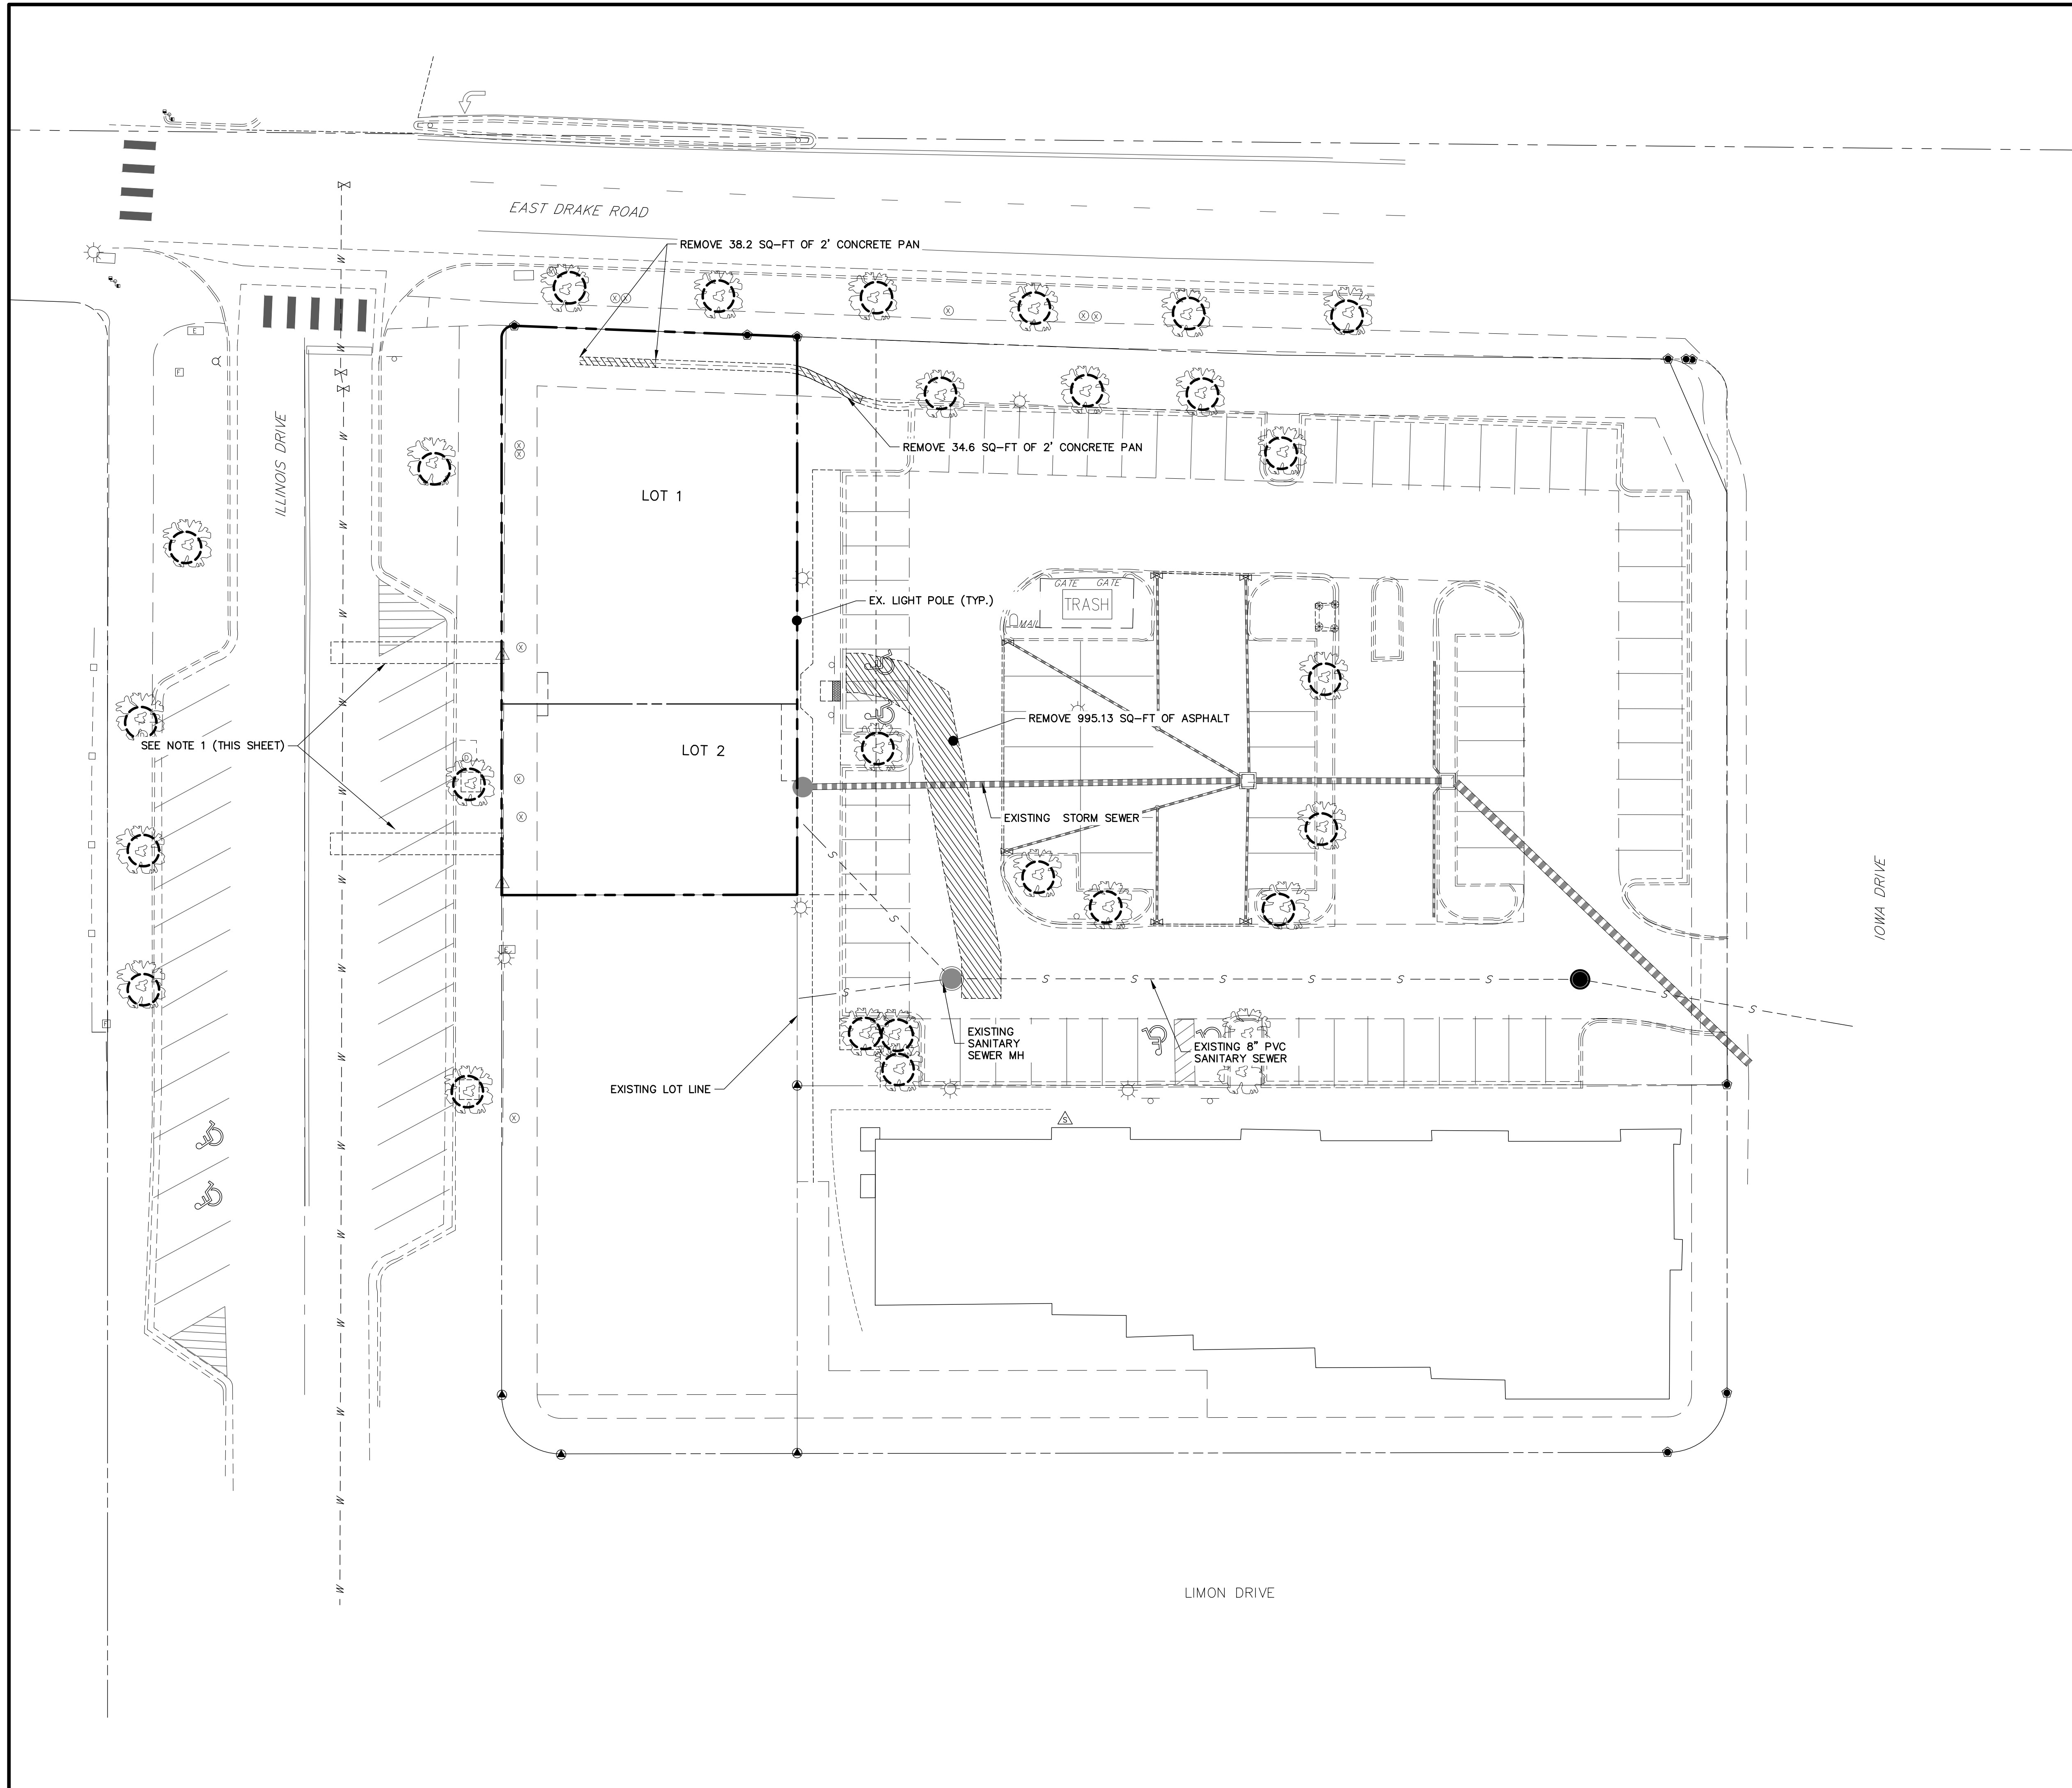 EAST DRAKE ROAD
REMOVE 38.2 SQ-FT OF 2' CONCRETE PAN
E
F
ILLINOIS DRIVE
REMOVE 34.6 SQ-FT OF 2' CONCRETE PAN
LOT 1
GATE GATE
EX. LIGHT POLE (TYP.)
TRASH
MAIL
REMOVE 995.13 SQ-FT OF ASPHALT
SEE NOTE 1 (THIS SHEET)
LOT 2
EXISTING STORM SEWER
IOWA DRIVE
EXISTING
SANITARY
SEWER MH
EXISTING 8" PVC
SANITARY SEWER
EXISTING LOT LINE
LIMON DRIVE